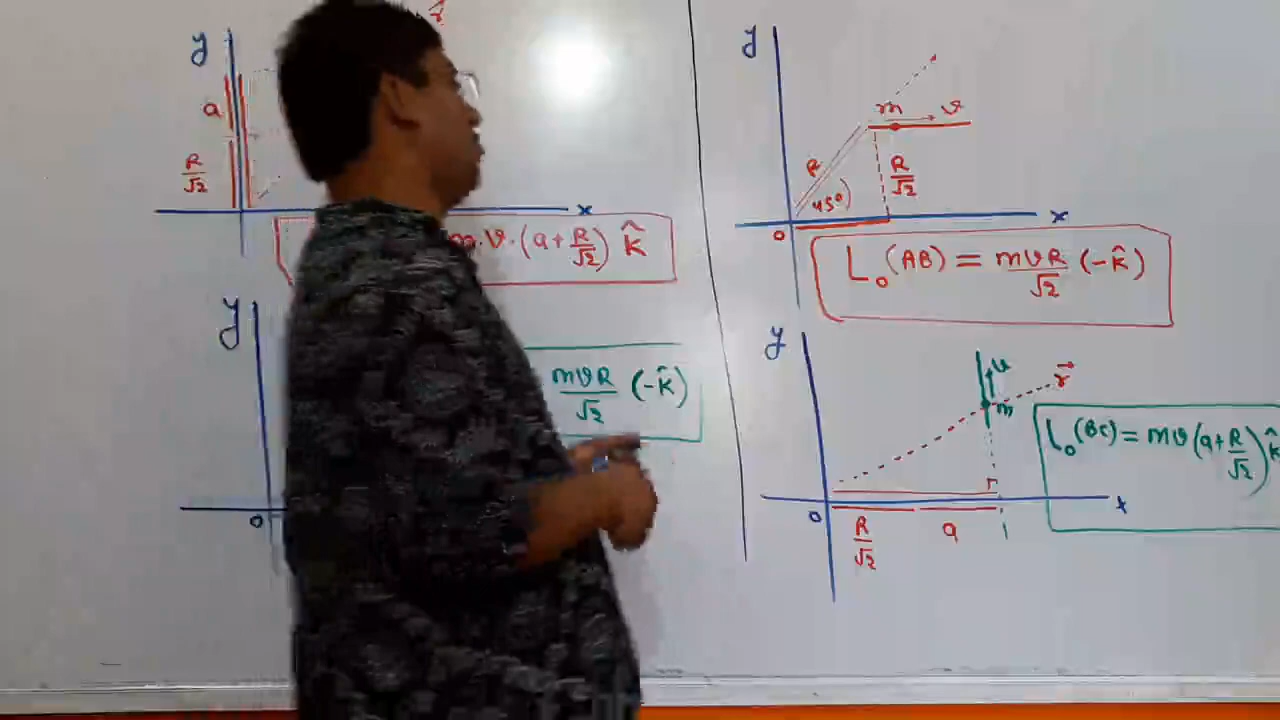 r⃗
y
a
R/√2
x
m.v.(a+R/√2) k̂
y
mvR/√2 (-k̂)
o
y
m v
R
45°
R/√2
o x
L₀(AB) = mvR/√2 (-k̂)
y
v
r⃗
m
L₀(BC) = mv(a+R/√2) k̂
o x
R/√2 a